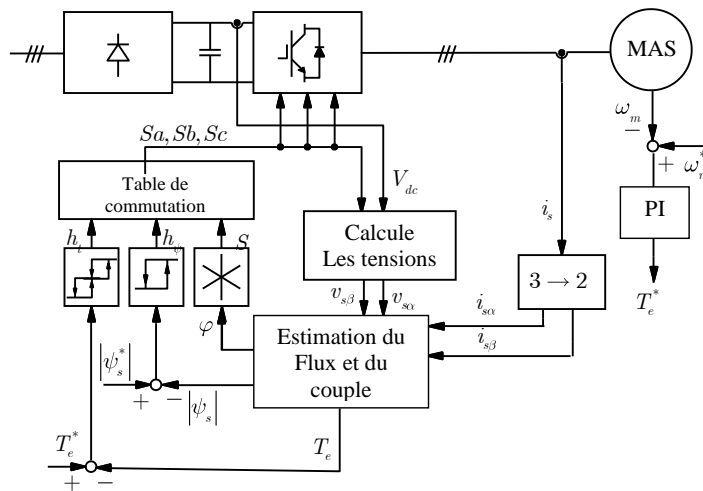 MAS
ω_m
−
+
ω_m^*
Sa, Sb, Sc
V_dc
Table de
commutation
PI
i_s
h_t
h_ψ
S
Calcule
Les tensions
3 → 2
T_e^*
v_sβ
v_sα
i_sα
i_sβ
φ
Estimation du
Flux et du
couple
|ψ_s^*|
+
−
|ψ_s|
T_e^*
T_e
+
−